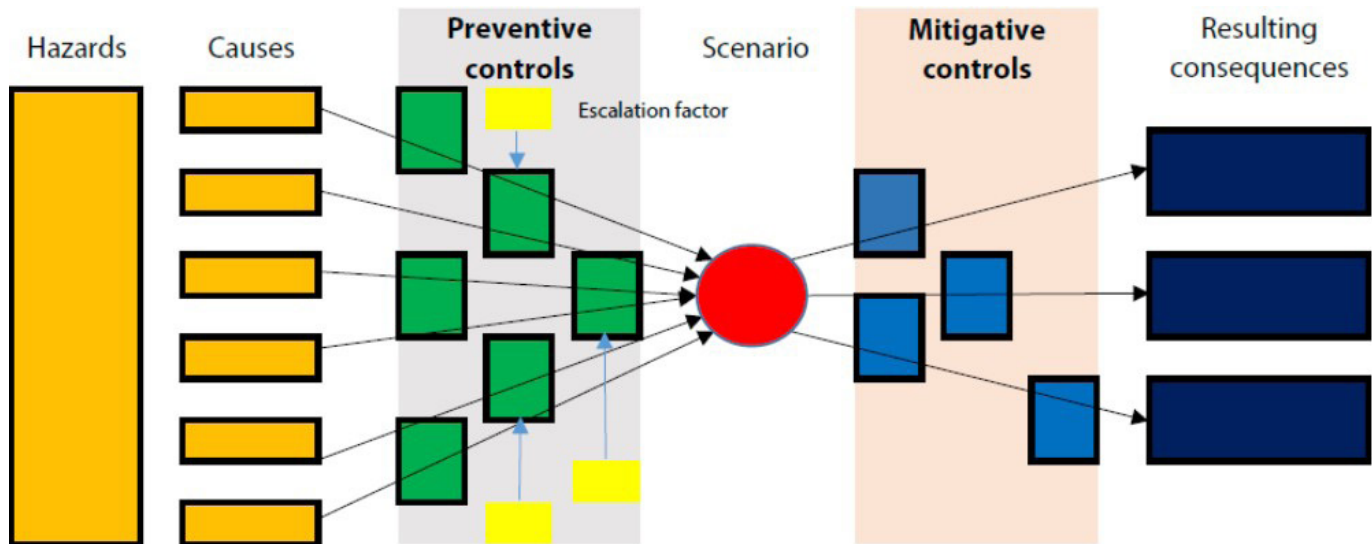 Hazards
Causes
Preventive
controls
Scenario
Mitigative
controls
Resulting
consequences
Escalation factor